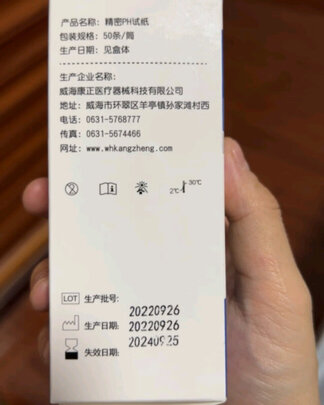 产品名称：精密PH试纸
包装规格：50条/筒
生产日期：见盒体
生产企业名称：
威海康正医疗器械科技有限公司
地址：威海市环翠区羊亭镇孙家滩村西
电话：0631-5768777
传真：0631-5674466
网址：www.whkangzheng.com
2℃ 30℃
LOT 生产批号：20220926
生产日期：20220926
失效日期：20240925